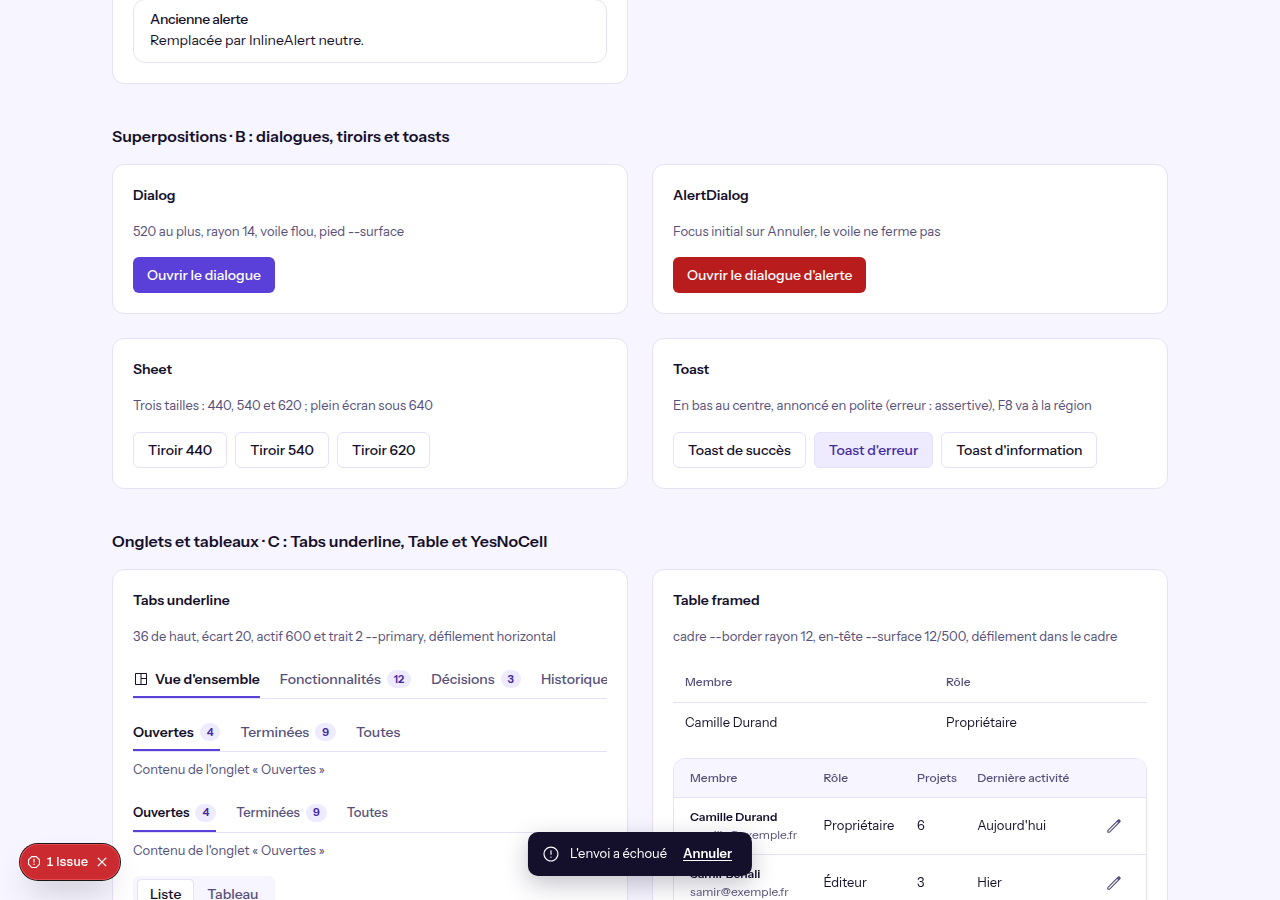 Ancienne alerte
Remplacée par InlineAlert neutre.
Superpositions · B : dialogues, tiroirs et toasts
Dialog
520 au plus, rayon 14, voile flou, pied --surface
Ouvrir le dialogue
AlertDialog
Focus initial sur Annuler, le voile ne ferme pas
Ouvrir le dialogue d'alerte
Sheet
Trois tailles : 440, 540 et 620 ; plein écran sous 640
Tiroir 440
Tiroir 540
Tiroir 620
Toast
En bas au centre, annoncé en polite (erreur : assertive), F8 va à la région
Toast de succès
Toast d'erreur
Toast d'information
Onglets et tableaux · C : Tabs underline, Table et YesNoCell
Tabs underline
36 de haut, écart 20, actif 600 et trait 2 --primary, défilement horizontal
Vue d'ensemble
Fonctionnalités 12
Décisions 3
Historique
Ouvertes 4
Terminées 9
Toutes
Contenu de l'onglet « Ouvertes »
Ouvertes 4
Terminées 9
Toutes
Contenu de l'onglet « Ouvertes »
Liste
Tableau
Table framed
cadre --border rayon 12, en-tête --surface 12/500, défilement dans le cadre
Membre Rôle
Camille Durand Propriétaire
Membre Rôle Projets Dernière activité
Camille Durand
Propriétaire 6 Aujourd'hui
Éditeur 3 Hier
samir@exemple.fr
L'envoi a échoué Annuler
1 Issue